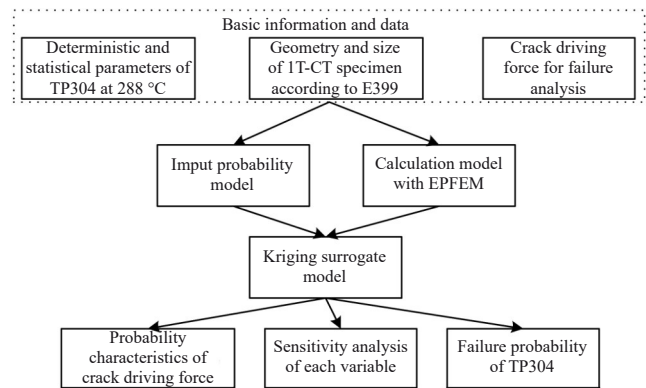 Basic information and data
Deterministic and
statistical parameters of
TP304 at 288 °C
Geometry and size
of 1T-CT specimen
according to E399
Crack driving
force for failure
analysis
Imput probability
model
Calculation model
with EPFEM
Kriging surrogate
model
Probability
characteristics of
crack driving force
Sensitivity analysis
of each variable
Failure probability
of TP304